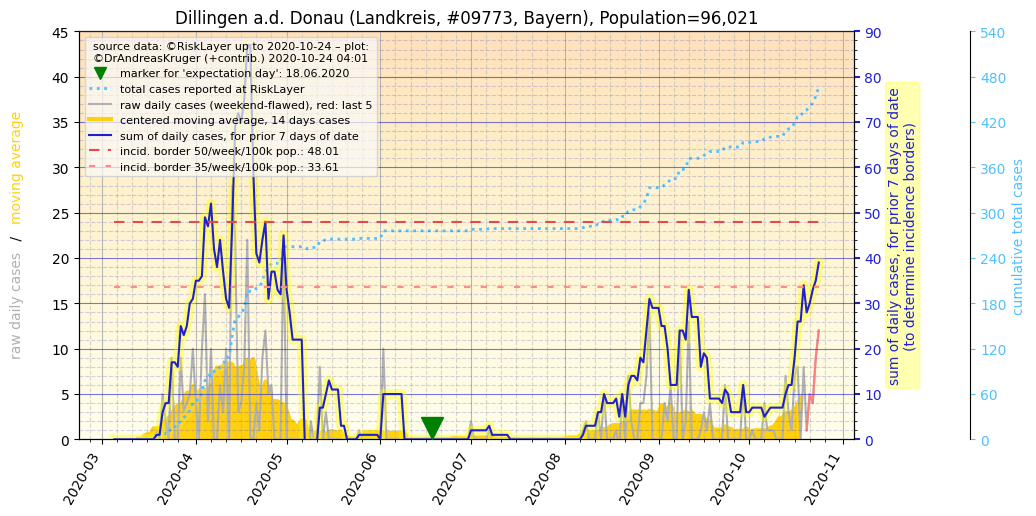 Dillingen a.d. Donau (Landkreis, #09773, Bayern), Population=96,021
source data: ©RiskLayer up to 2020-10-24 – plot:
©DrAndreasKruger (+contrib.) 2020-10-24 04:01
marker for 'expectation day': 18.06.2020
total cases reported at RiskLayer
raw daily cases (weekend-flawed), red: last 5
centered moving average, 14 days cases
sum of daily cases, for prior 7 days of date
incid. border 50/week/100k pop.: 48.01
incid. border 35/week/100k pop.: 33.61
raw daily cases / moving average
45
40
35
30
25
20
15
10
5
0
2020-03
2020-04
2020-05
2020-06
2020-07
2020-08
2020-09
2020-10
2020-11
90
80
70
60
50
40
30
20
10
0
sum of daily cases, for prior 7 days of date
(to determine incidence borders)
540
480
420
360
300
240
180
120
60
0
cumulative total cases